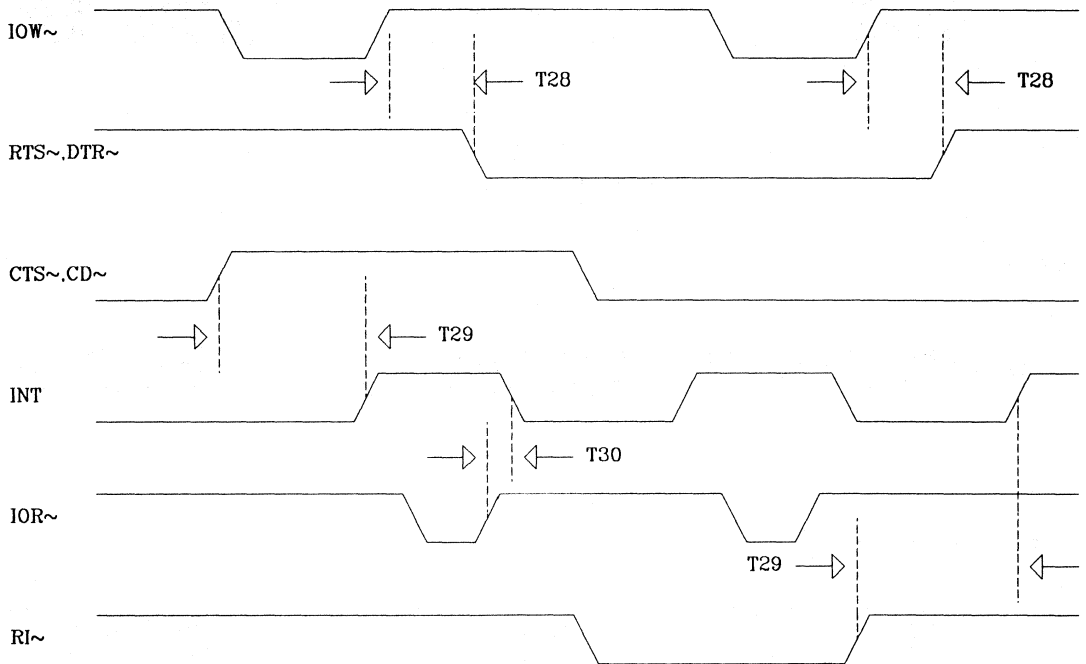 IOW~
T28
T28
RTS~,DTR~
CTS~,CD~
T29
INT
T30
IOR~
T29
RI~